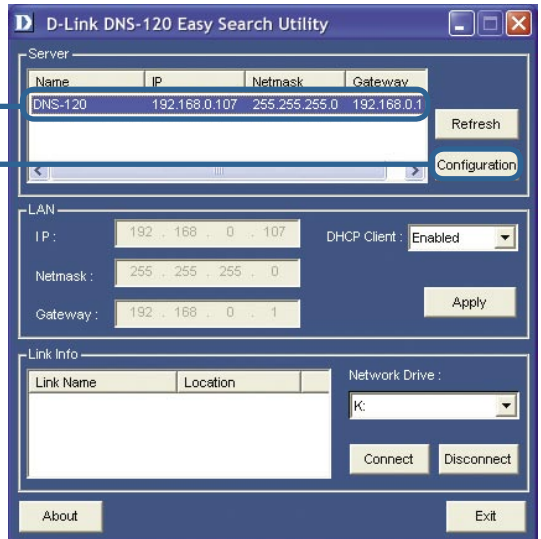 D D-Link DNS-120 Easy Search Utility
Server
Name IP Netmask Gateway
DNS-120 192.168.0.107 255.255.255.0 192.168.0.1
Refresh
Configuration
LAN
IP : 192 . 168 . 0 . 107 DHCP Client : Enabled
Netmask : 255 . 255 . 255 . 0
Gateway : 192 . 168 . 0 . 1 Apply
Link Info
Link Name Location Network Drive :
K:
Connect Disconnect
About Exit